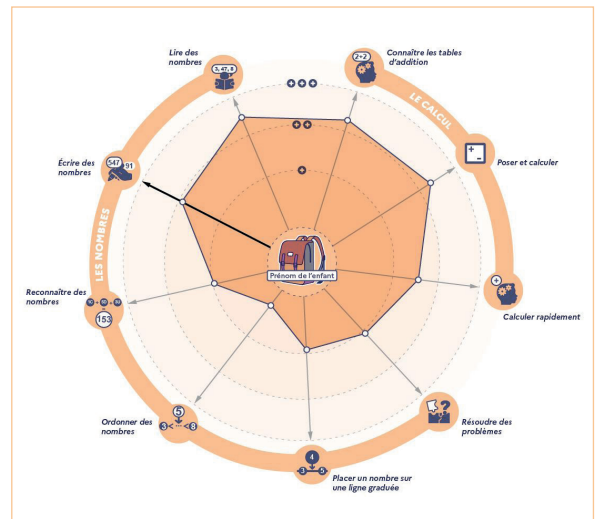 Lire des
nombres
3, 47, 8
2+2
Connaître les tables
d'addition
LE CALCUL
Poser et calculer
Calculer rapidement
Résoudre des
problèmes
4
3 5
Placer un nombre sur
une ligne graduée
5
3 < ... < 8
Ordonner des
nombres
153
Reconnaître des
nombres
LES NOMBRES
547
91
Écrire des
nombres
Prénom de l'enfant